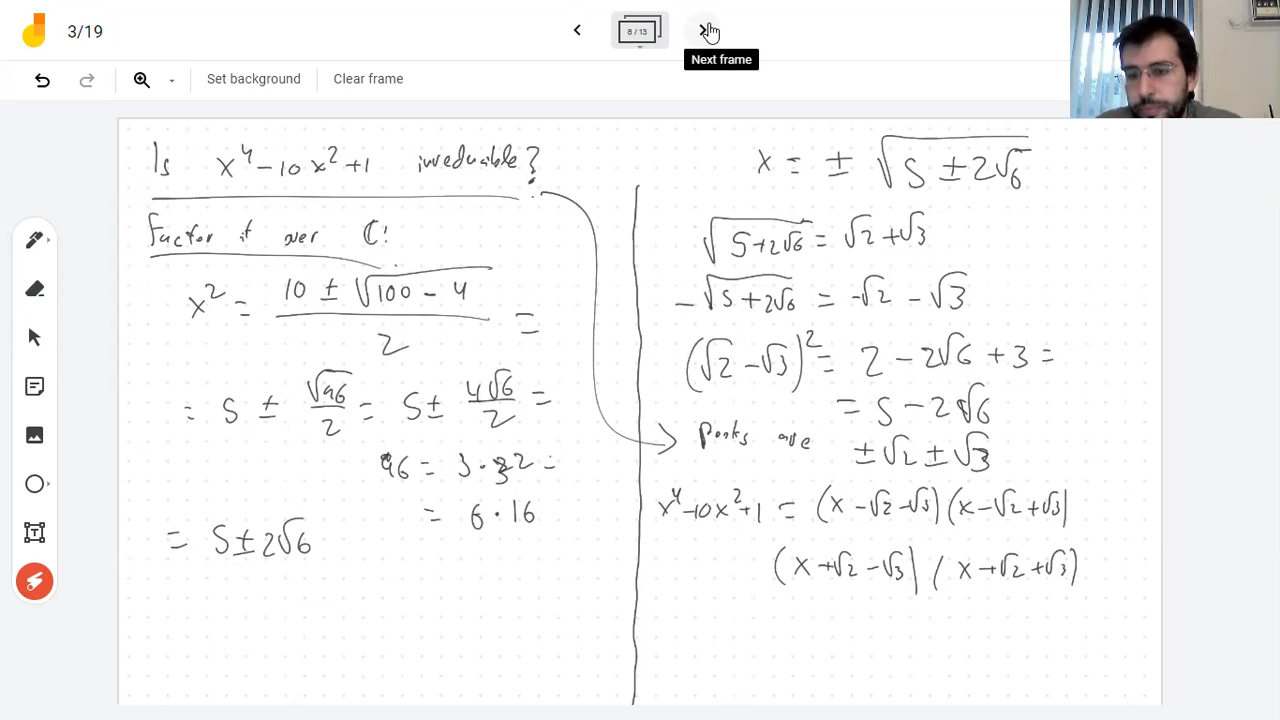 3/19
8 / 13
Next frame
Set background
Clear frame
Is x⁴ - 10x² + 1 irreducible?
Factor it over ℂ:
x² = (10 ± √(100 - 4))/2 =
= 5 ± √96/2 = 5 ± 4√6/2 =
96 = 3·32 =
= 6·16
= 5 ± 2√6
x = ± √(5 ± 2√6)
√(5 + 2√6) = √2 + √3
-√(5 + 2√6) = -√2 - √3
(√2 - √3)² = 2 - 2√6 + 3 =
= 5 - 2√6
Roots are ±√2 ± √3
x⁴ - 10x² + 1 = (x - √2 - √3)(x - √2 + √3)
(x + √2 - √3)(x + √2 + √3)